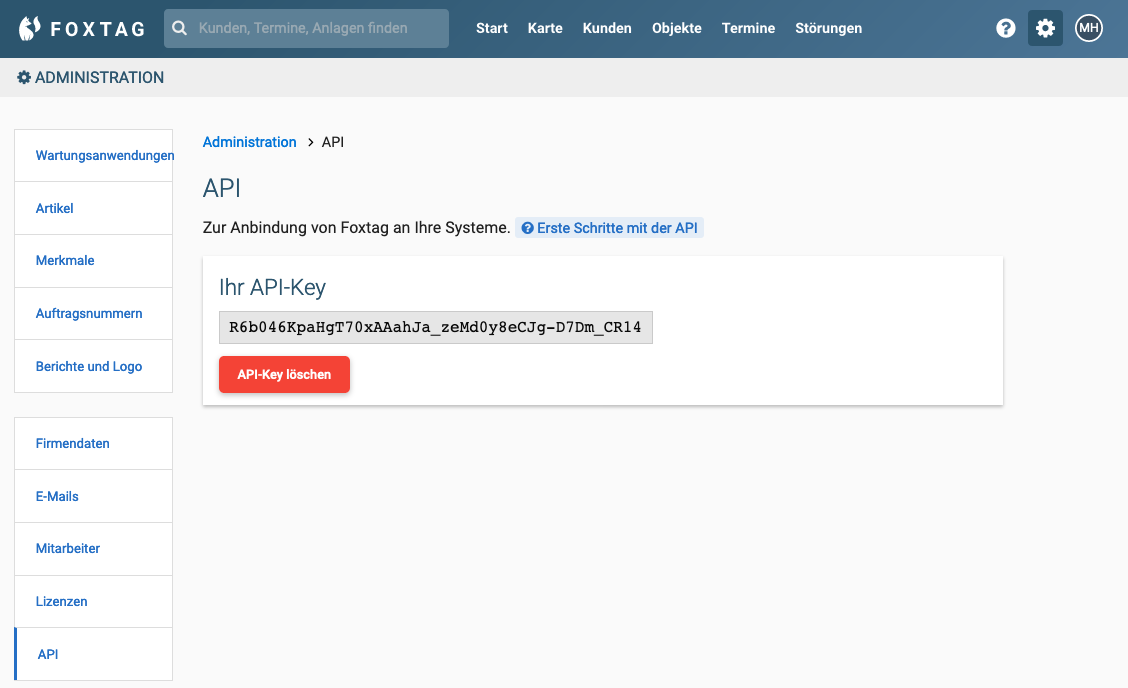 FOXTAG
Kunden, Termine, Anlagen finden
Start
Karte
Kunden
Objekte
Termine
Störungen
?
MH
ADMINISTRATION
Wartungsanwendungen
Artikel
Merkmale
Auftragsnummern
Berichte und Logo
Firmendaten
E-Mails
Mitarbeiter
Lizenzen
API
Administration > API
API
Zur Anbindung von Foxtag an Ihre Systeme. ? Erste Schritte mit der API
Ihr API-Key
R6b046KpaHgT70xAAahJa_zeMd0y8eCJg-D7Dm_CR14
API-Key löschen